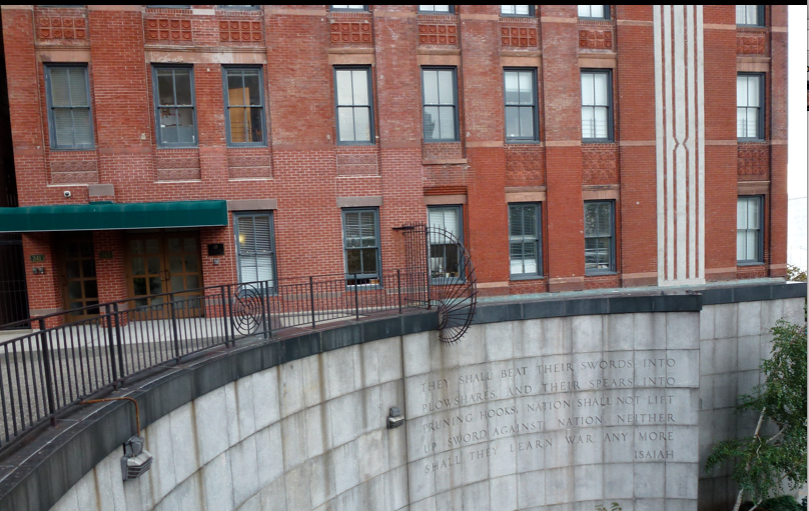 THEY SHALL BEAT THEIR SWORDS INTO
PLOWSHARES AND THEIR SPEARS INTO
PRUNING HOOKS. NATION SHALL NOT LIFT
UP SWORD AGAINST NATION. NEITHER
SHALL THEY LEARN WAR ANY MORE
ISAIAH